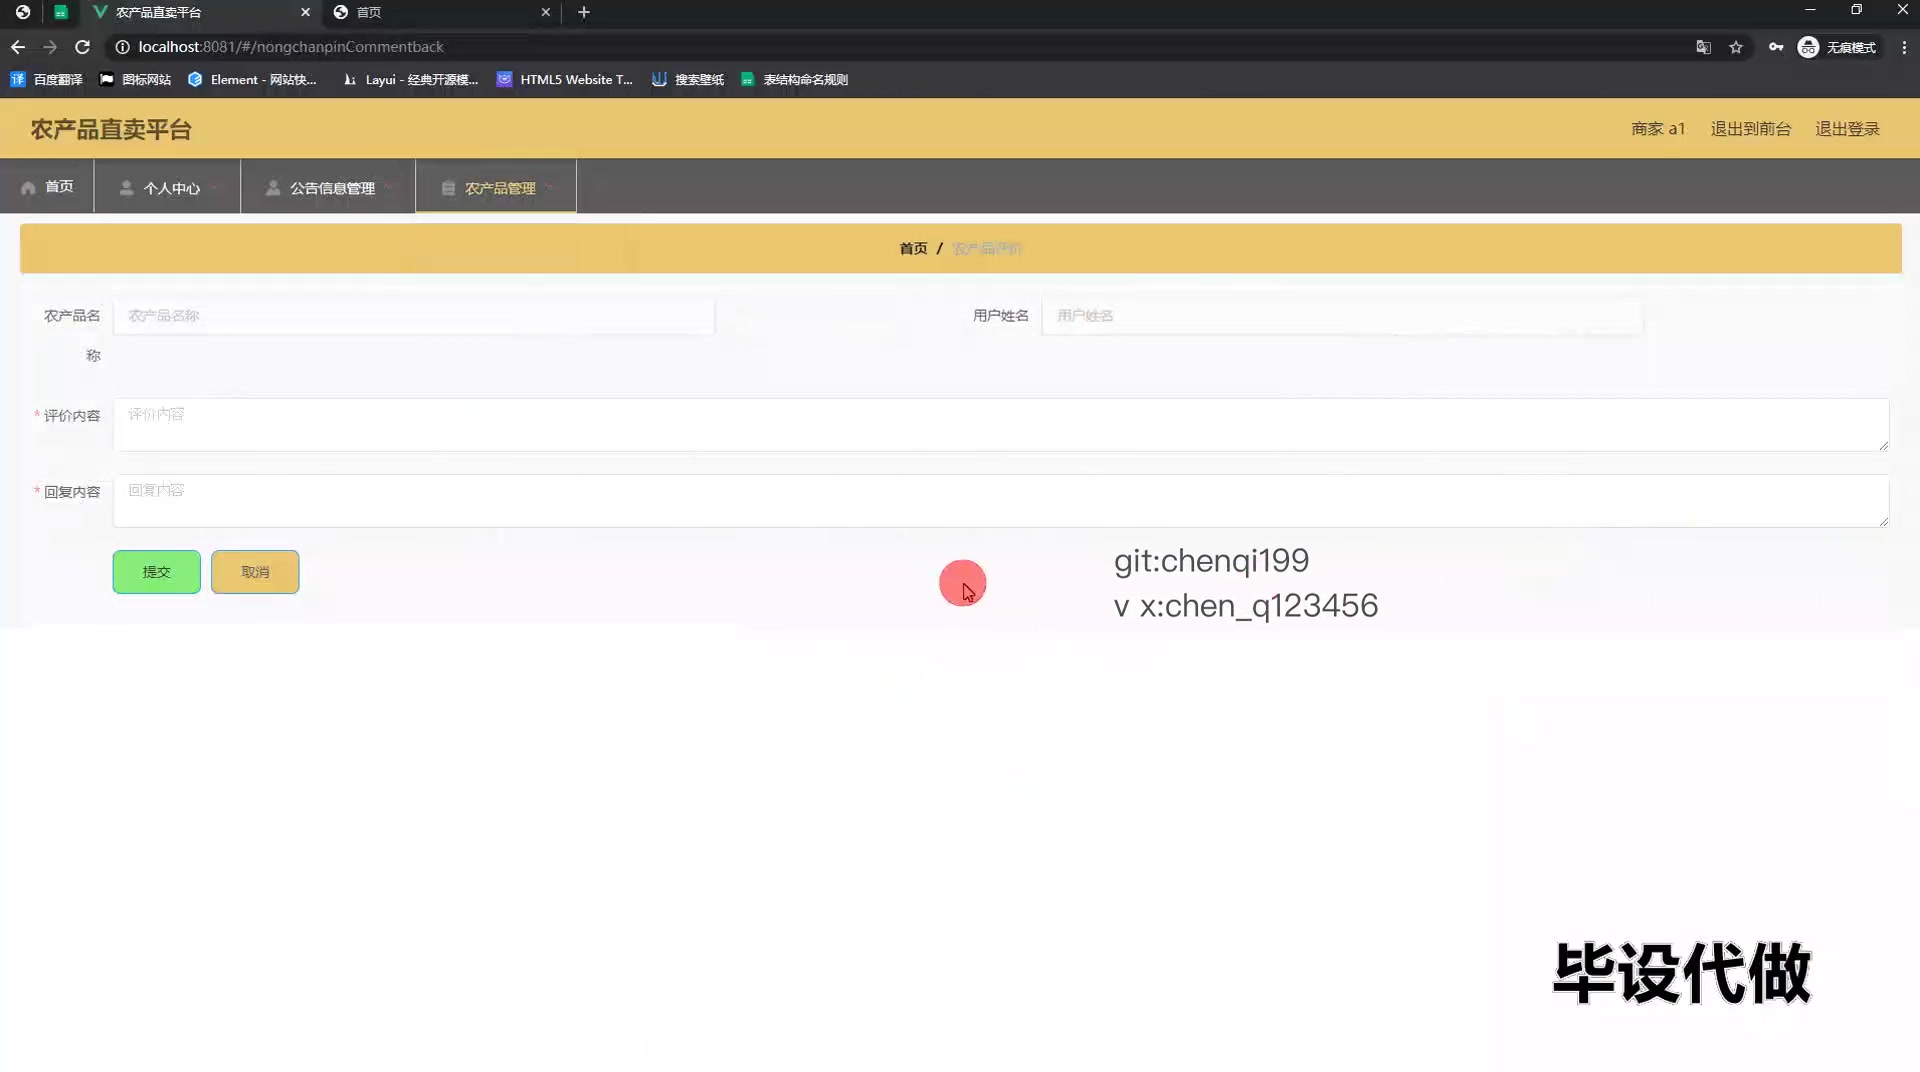 农产品直卖平台
首页
localhost:8081/#/nongchanpinCommentback
无痕模式
百度翻译
图标网站
Element - 网站快...
Layui - 经典开源模...
HTML5 Website T...
搜索壁纸
表结构命名规则
农产品直卖平台
商家 a1
退出到前台
退出登录
首页
个人中心
公告信息管理
农产品管理
首页 / 农产品评价
农产品名
称
农产品名称
用户姓名
用户姓名
* 评价内容
评价内容
* 回复内容
回复内容
提交
取消
git:chenqi199
v x:chen_q123456
毕设代做